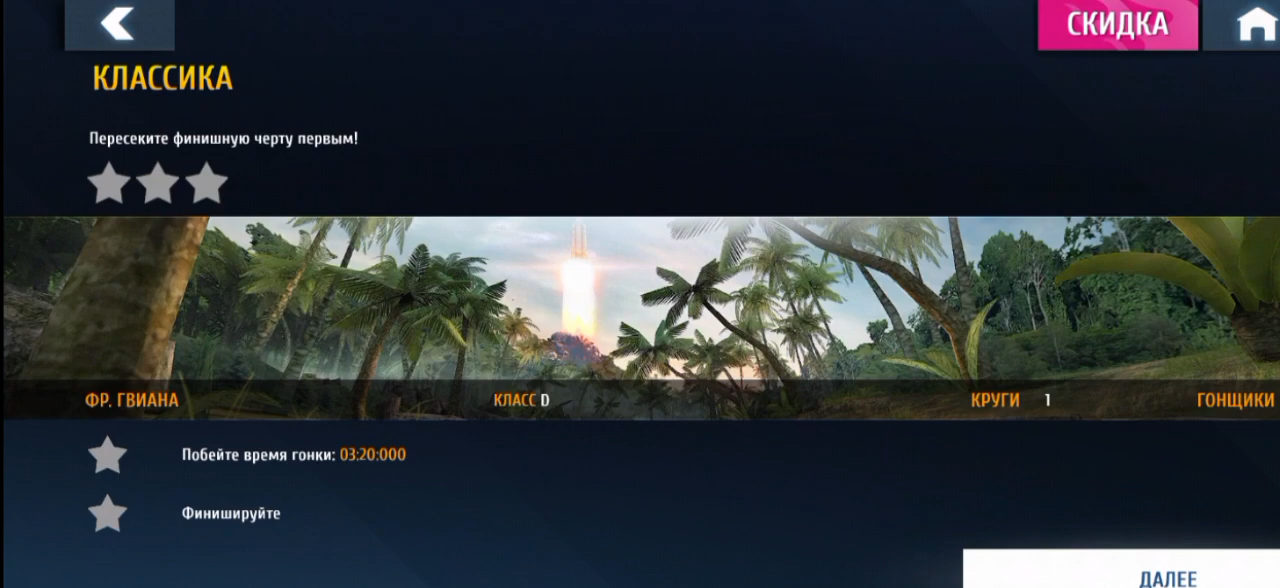 СКИДКА
КЛАССИКА
Пересеките финишную черту первым!
ФР. ГВИАНА КЛАСС D КРУГИ 1 ГОНЩИКИ
Побейте время гонки: 03:20:000
Финишируйте
ДАЛЕЕ